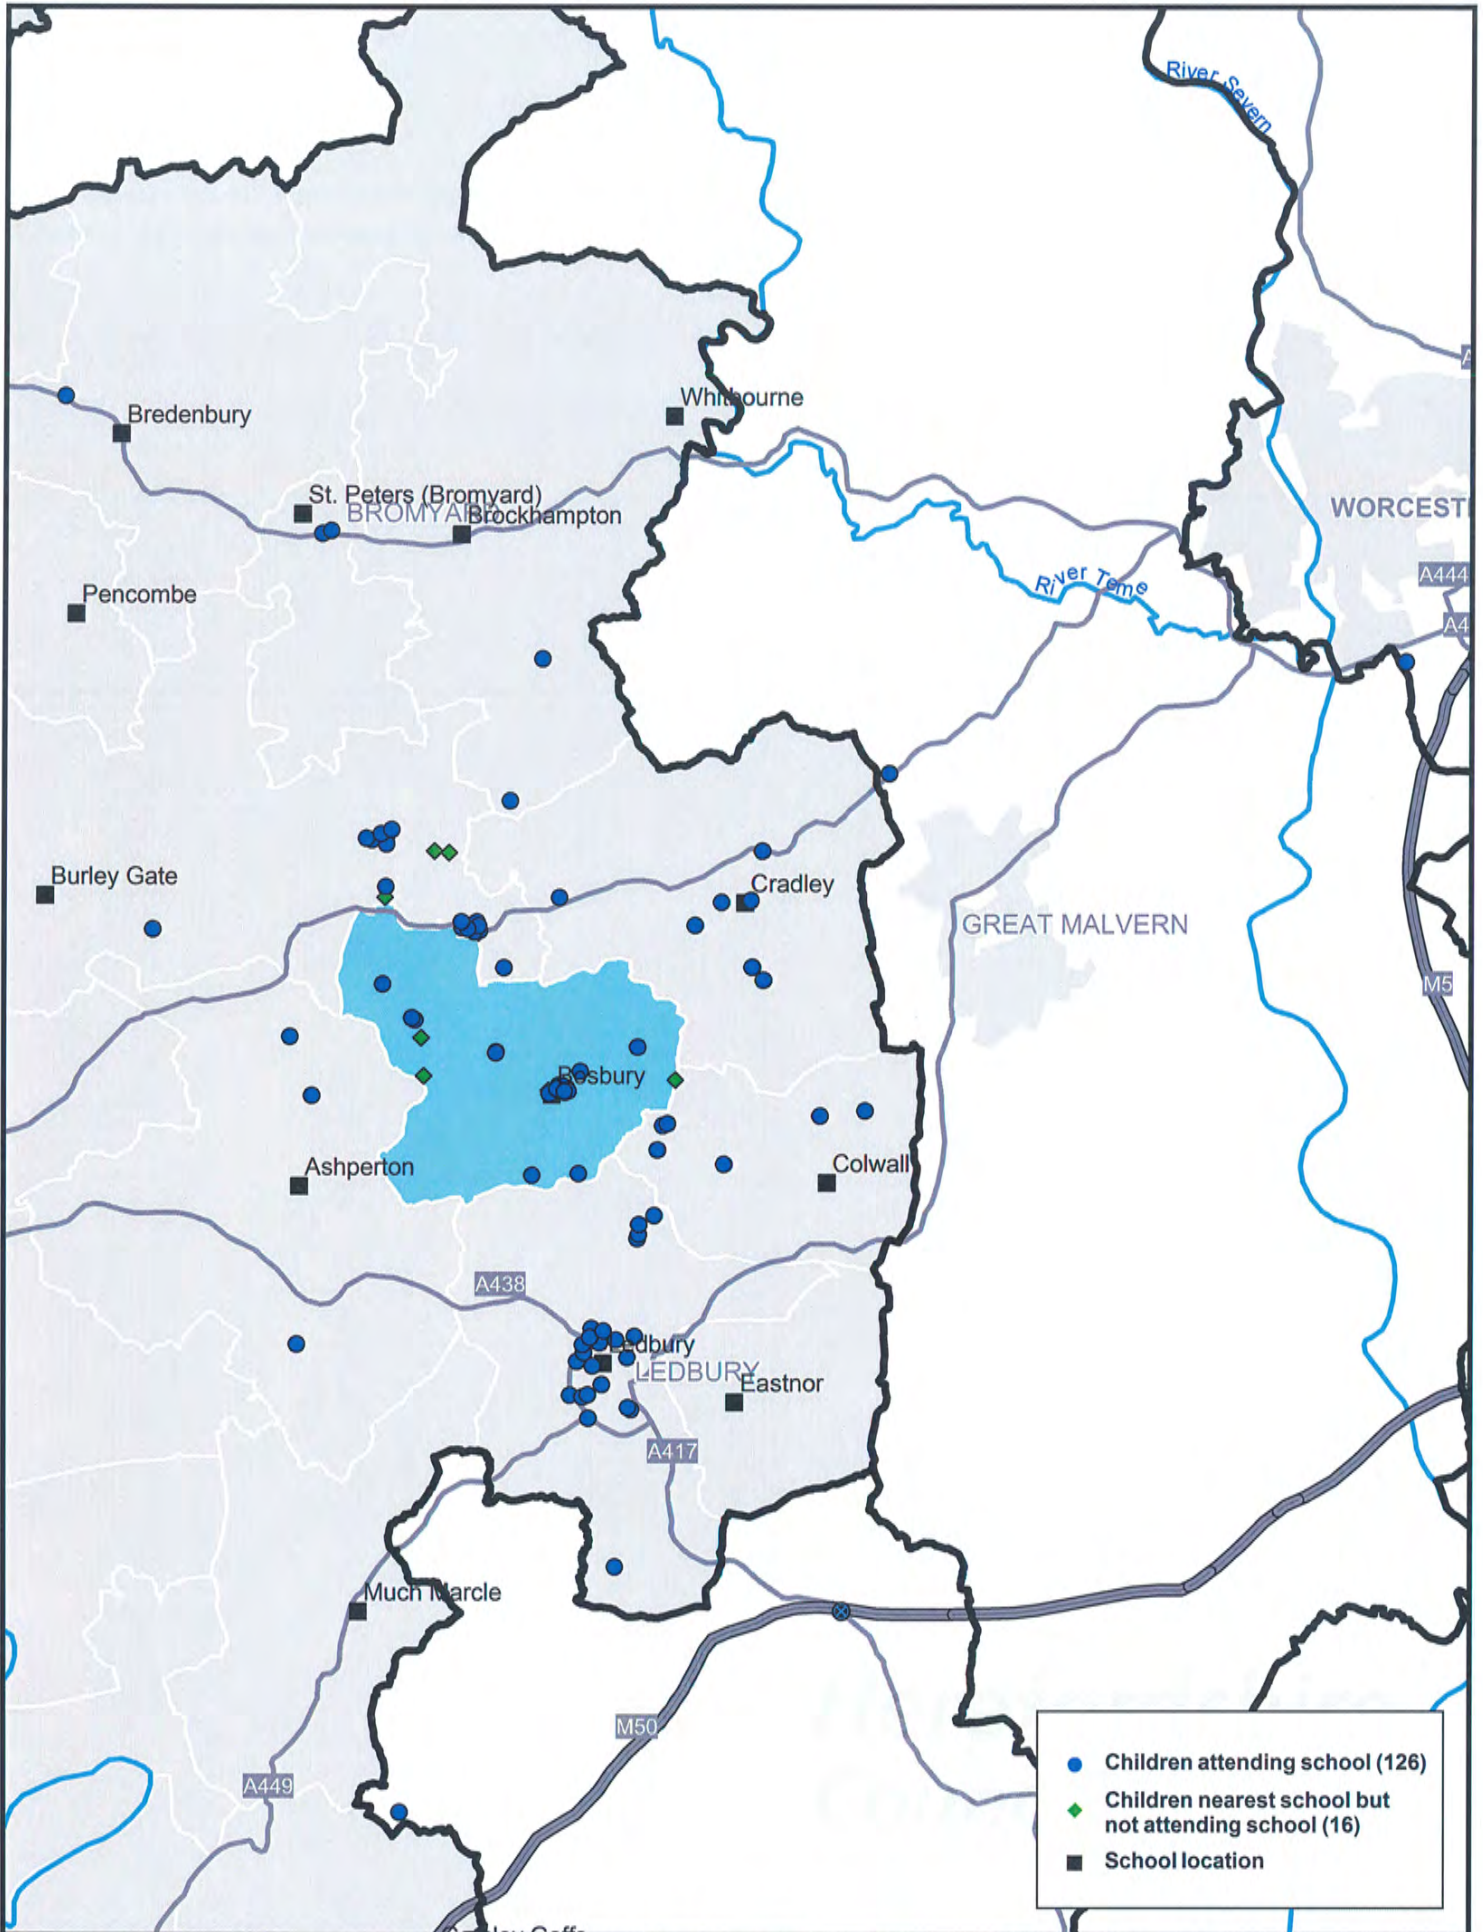 River Severn
A
Whitbourne
Bredenbury
St. Peters (Bromyard)
BROMYARD
Brockhampton
WORCEST
A444
River Teme
Pencombe
A4
Burley Gate
Cradley
GREAT MALVERN
M5
Bosbury
Ashperton
Colwall
A438
Ledbury
LEDBURY
Eastnor
A417
Much Marcle
M50
A449
Children attending school (126)
Children nearest school but
not attending school (16)
School location